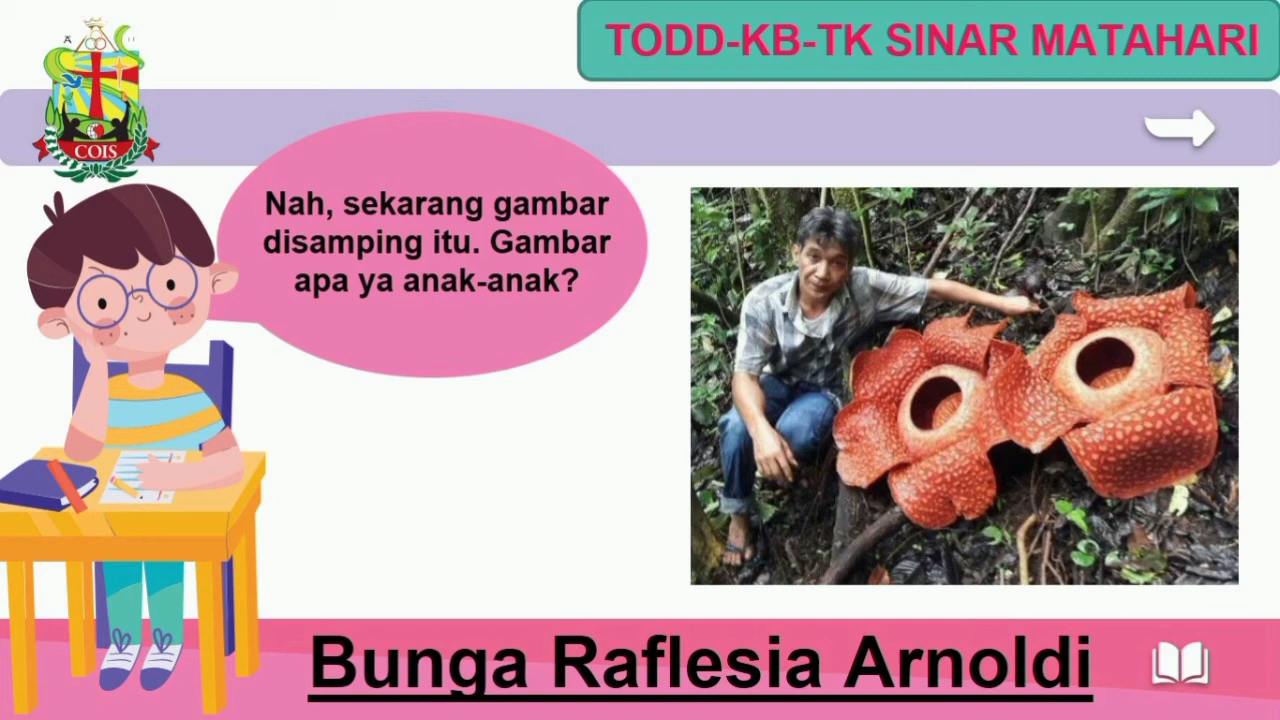 TODD-KB-TK SINAR MATAHARI
COIS
Nah, sekarang gambar
disamping itu. Gambar
apa ya anak-anak?
Bunga Raflesia Arnoldi